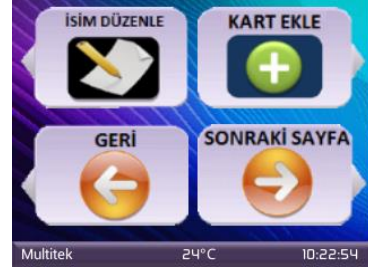 İSİM DÜZENLE
KART EKLE
GERİ
SONRAKİ SAYFA
Multitek 24°C 10:22:54